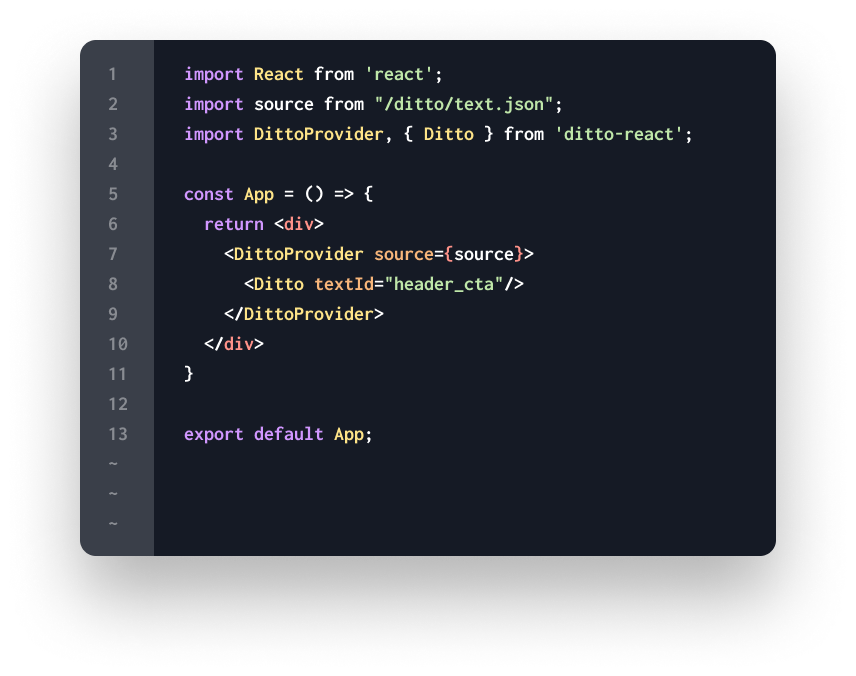 1 import React from 'react';
2 import source from "/ditto/text.json";
3 import DittoProvider, { Ditto } from 'ditto-react';
4
5 const App = () => {
6   return <div>
7     <DittoProvider source={source}>
8       <Ditto textId="header_cta"/>
9     </DittoProvider>
10   </div>
11 }
12
13 export default App;
~
~
~